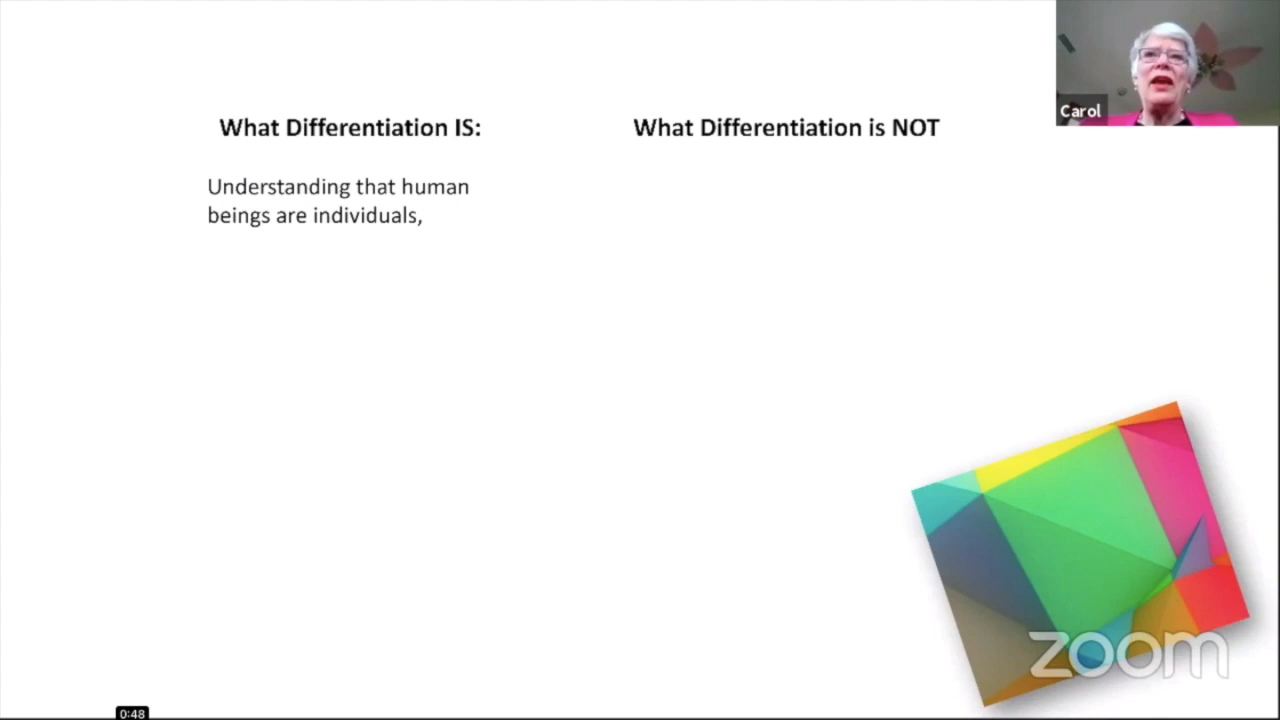 Carol
What Differentiation IS:
What Differentiation is NOT
Understanding that human
beings are individuals,
zoom
0:48